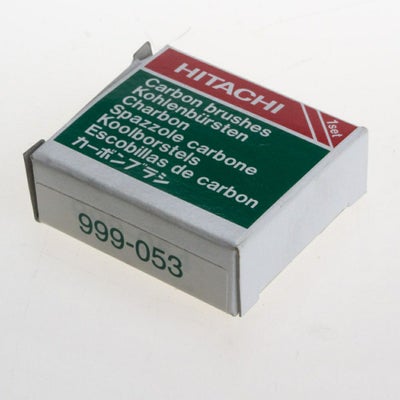 HITACHI
1set
Carbon brushes
Kohlenbürsten
Charbon
Spazzole carbone
Koolborstels
Escobillas de carbon
カーボンブラシ
999-053